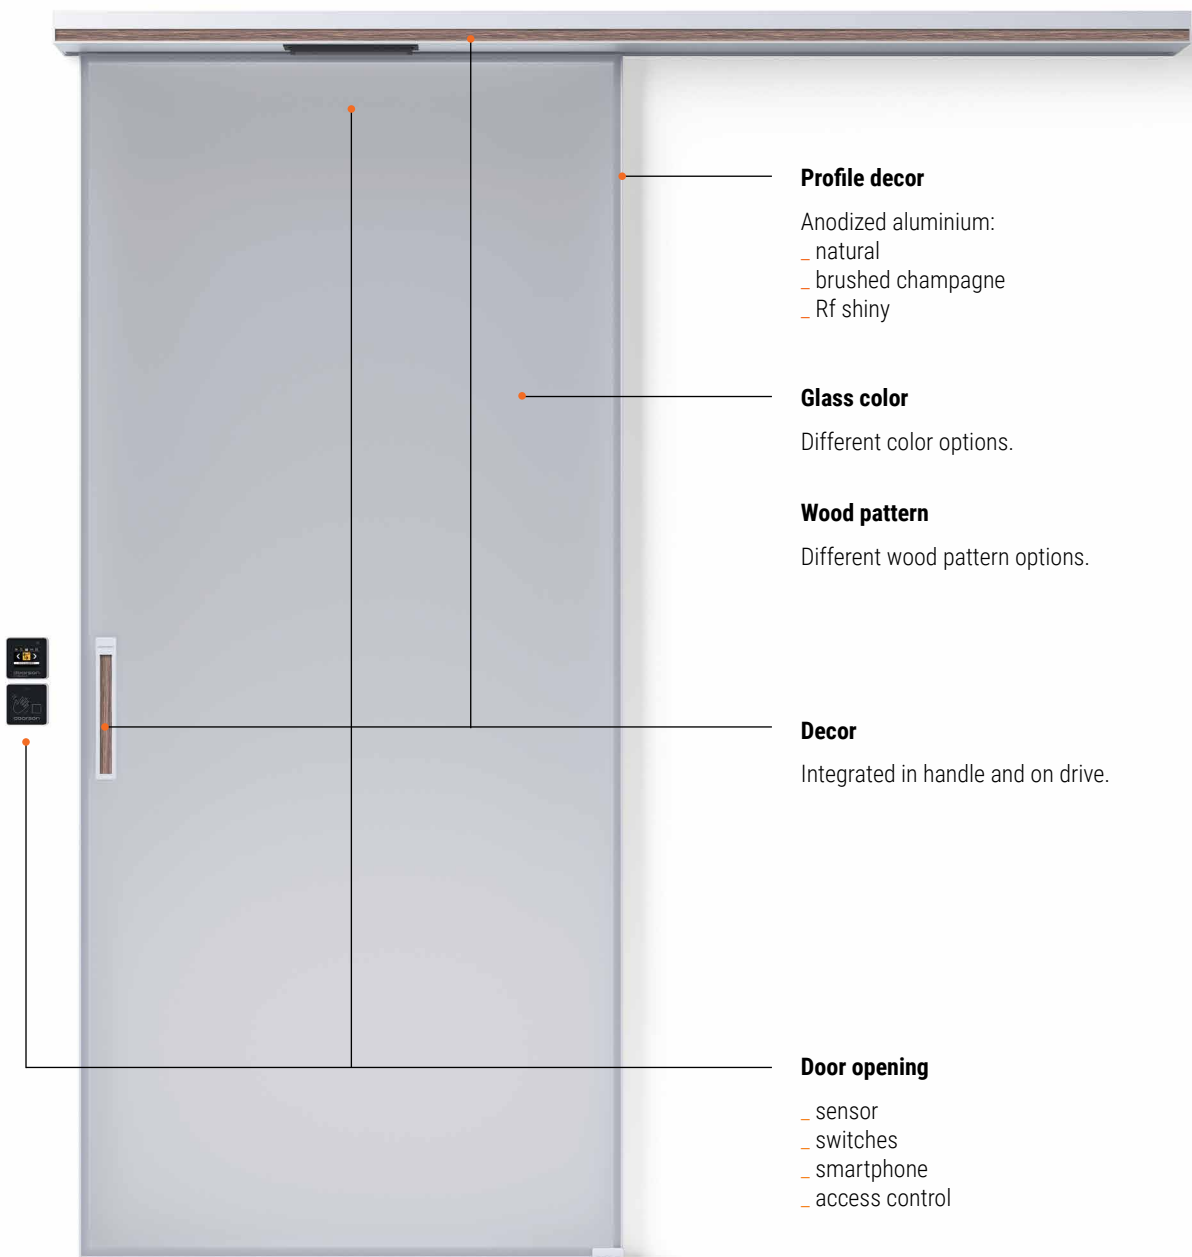 Profile decor
Anodized aluminium:
_ natural
_ brushed champagne
_ Rf shiny
Glass color
Different color options.
Wood pattern
Different wood pattern options.
Decor
Integrated in handle and on drive.
Door opening
_ sensor
_ switches
_ smartphone
_ access control
doorson